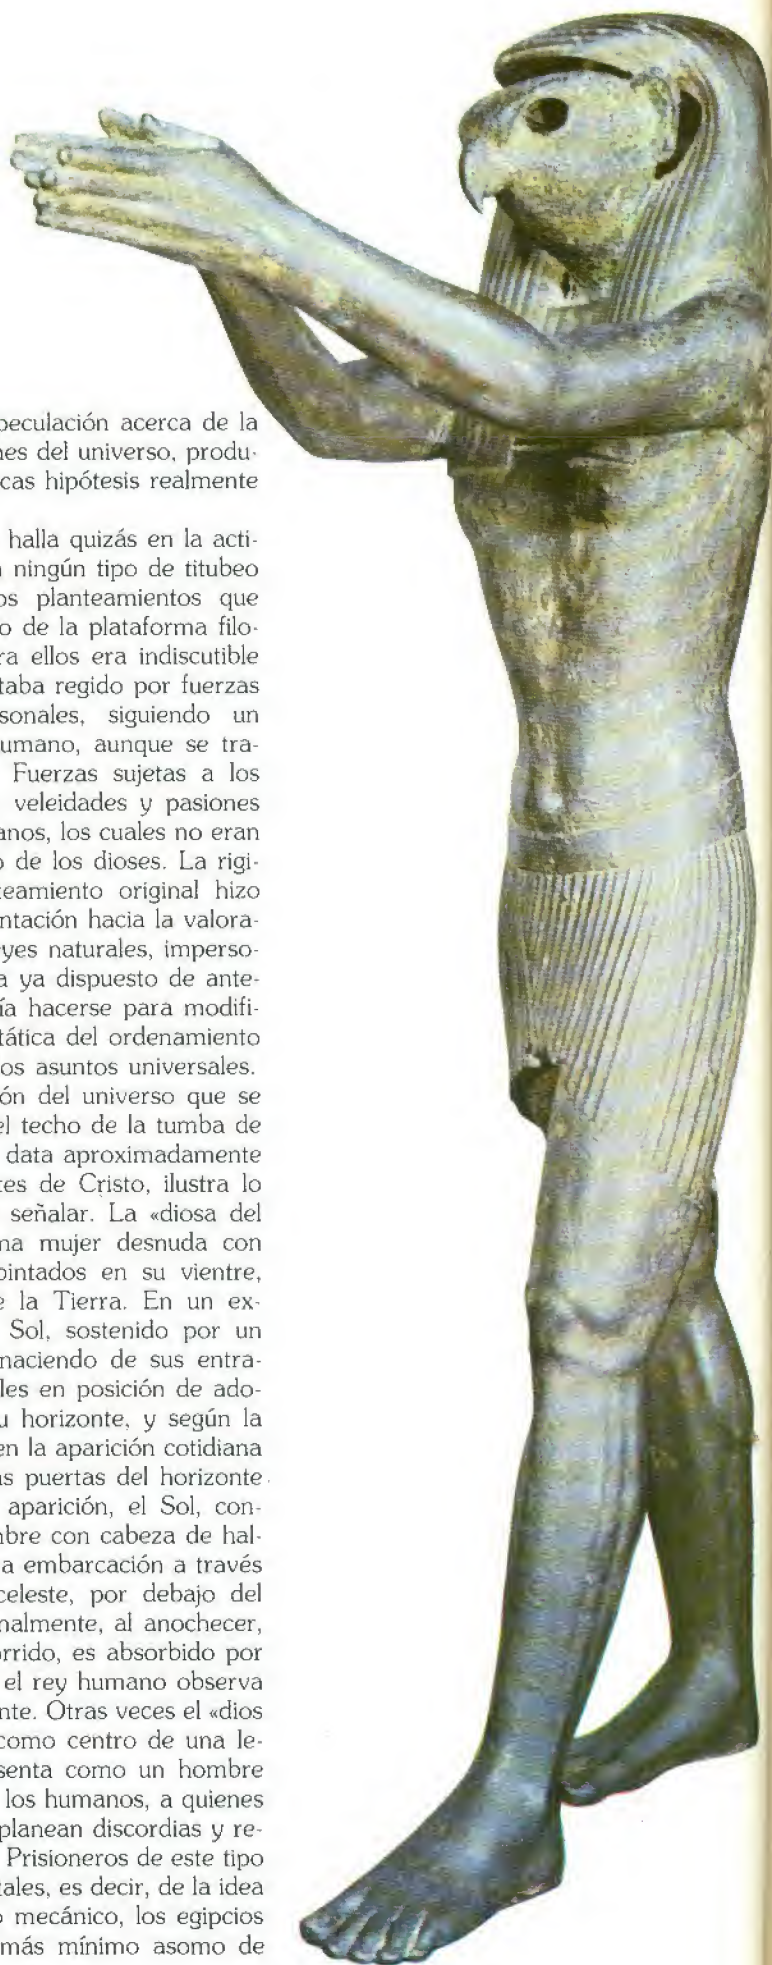 peculación acerca de la
nes del universo, produ-
cas hipótesis realmente
halla quizás en la acti-
ningún tipo de titubeo
os planteamientos que
o de la plataforma filo-
ra ellos era indiscutible
taba regido por fuerzas
sonales, siguiendo un
umano, aunque se tra-
Fuerzas sujetas a los
veleidades y pasiones
anos, los cuales no eran
o de los dioses. La rigi-
teamiento original hizo
ntación hacia la valora-
yes naturales, imperso-
a ya dispuesto de ante-
ía hacerse para modifi-
tática del ordenamiento
os asuntos universales.
ón del universo que se
el techo de la tumba de
data aproximadamente
tes de Cristo, ilustra lo
señalar. La «diosa del
ma mujer desnuda con
pintados en su vientre,
e la Tierra. En un ex-
Sol, sostenido por un
naciendo de sus entra-
les en posición de ado-
u horizonte, y según la
en la aparición cotidiana
as puertas del horizonte
aparición, el Sol, con-
mbre con cabeza de hal-
a embarcación a través
celeste, por debajo del
nalmente, al anochecer,
orrido, es absorbido por
el rey humano observa
nte. Otras veces el «dios
como centro de una le-
senta como un hombre
los humanos, a quienes
planean discordias y re-
Prisioneros de este tipo
tales, es decir, de la idea
o mecánico, los egipcios
más mínimo asomo de